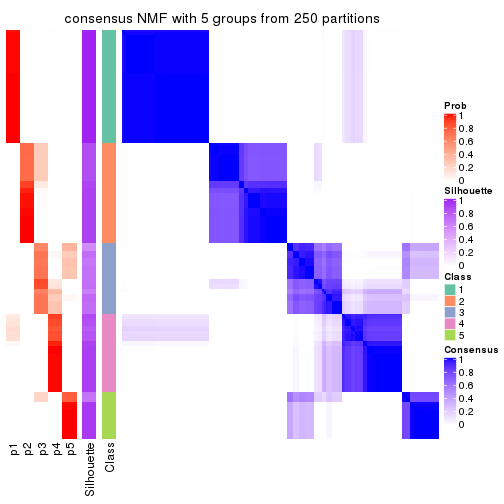 consensus NMF with 5 groups from 250 partitions
Prob
1
0.8
0.6
0.4
0.2
0
Silhouette
1
0.8
0.6
0.4
0.2
0
Class
1
2
3
4
5
Consensus
1
0.8
0.6
0.4
0.2
0
p1
p2
p3
p4
p5
Silhouette
Class